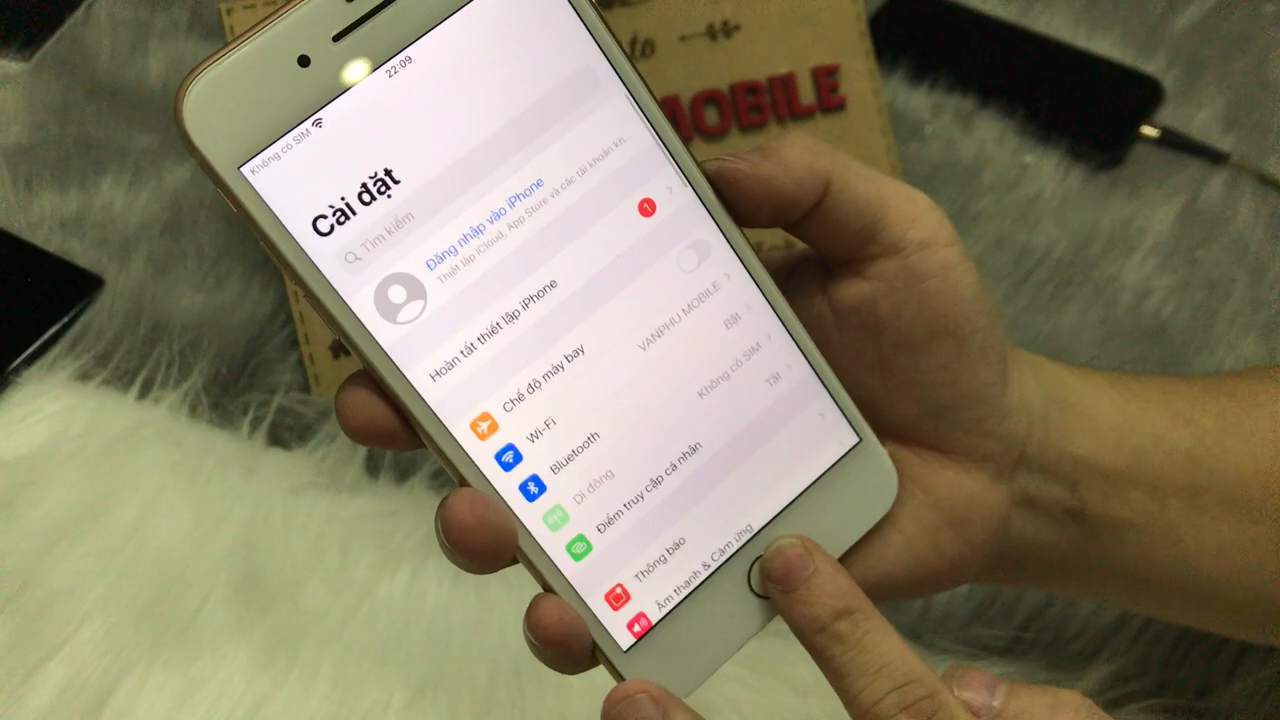 to
MOBILE
22:09
Không có SIM
Cài đặt
Tìm kiếm
Đăng nhập vào iPhone
Thiết lập iCloud, App Store và các tài khoản kh...
Hoàn tất thiết lập iPhone 1
Chế độ máy bay
Wi-Fi VANPHU MOBILE
Bluetooth Bật
Di động Không có SIM
Điểm truy cập cá nhân Tắt
Thông báo
Âm thanh & Cảm ứng